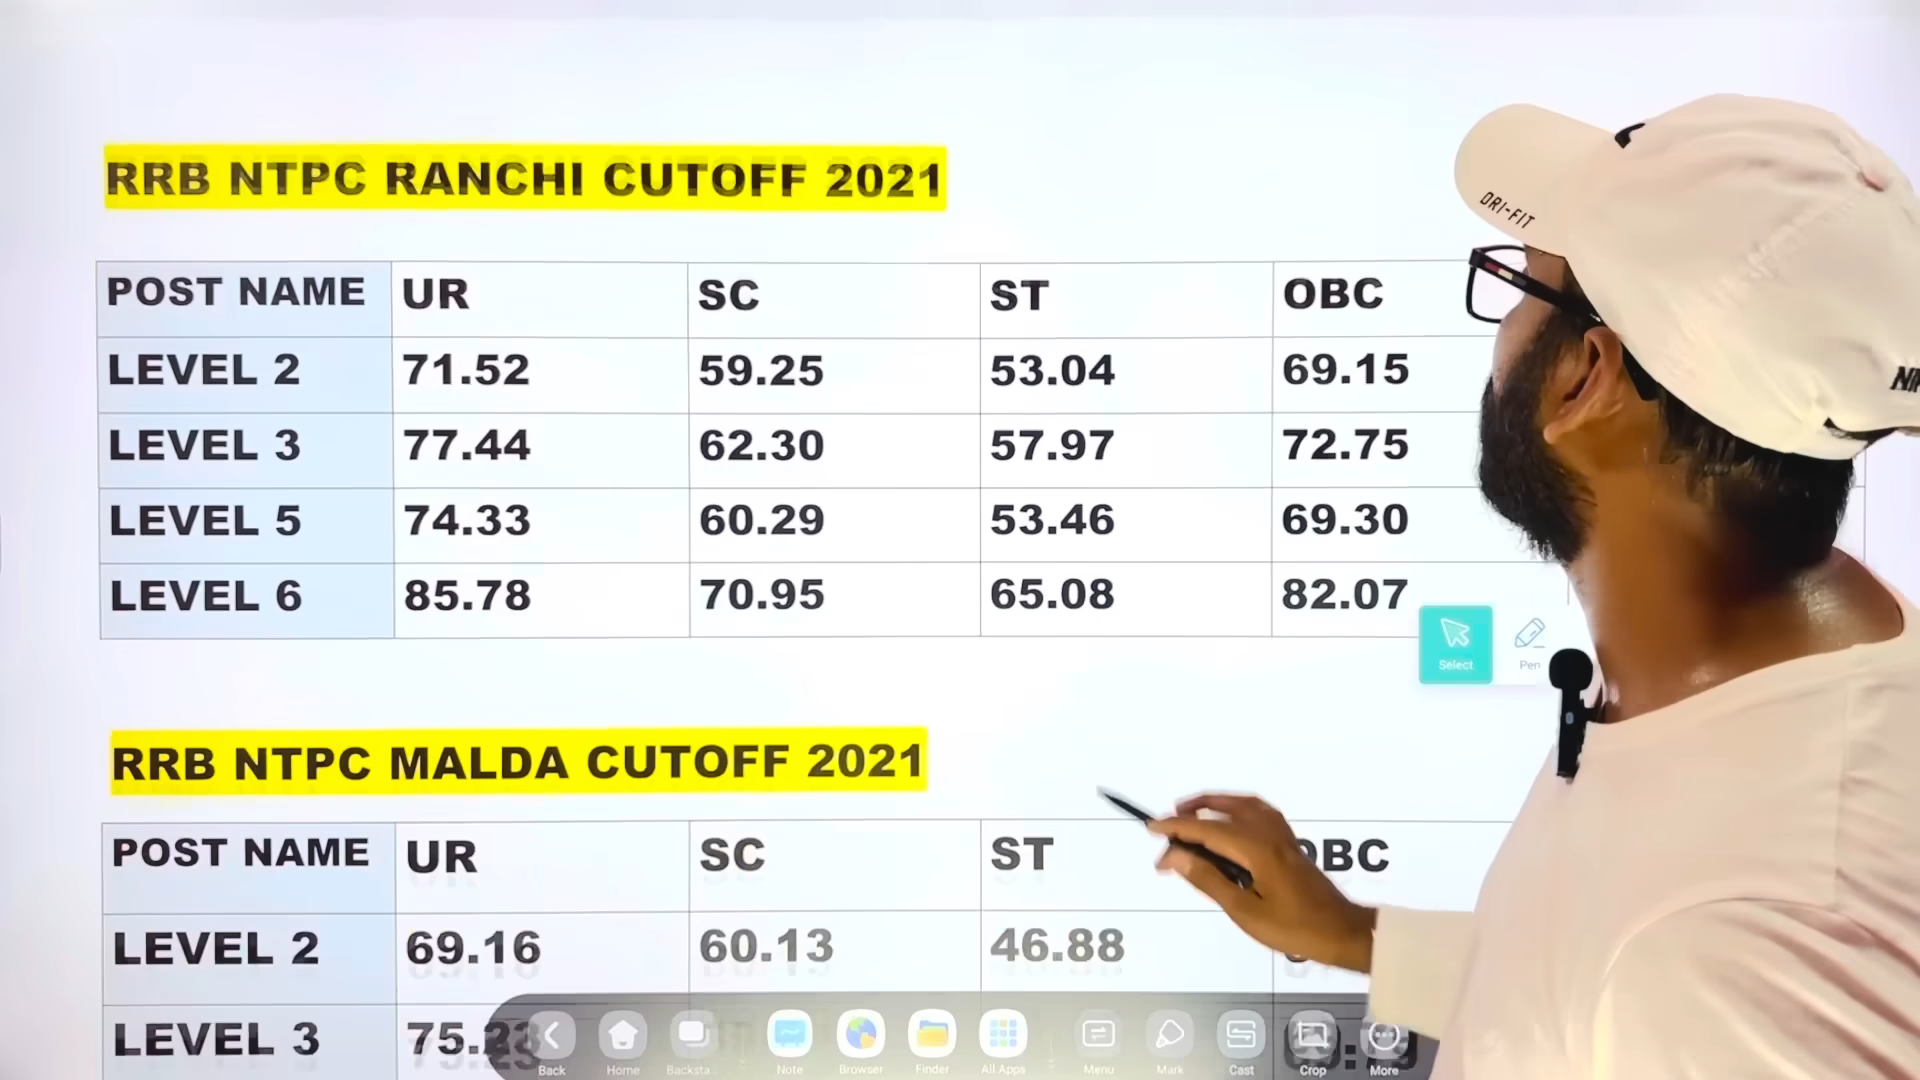 RRB NTPC RANCHI CUTOFF 2021
POST NAME UR SC ST OBC
LEVEL 2 71.52 59.25 53.04 69.15
LEVEL 3 77.44 62.30 57.97 72.75
LEVEL 5 74.33 60.29 53.46 69.30
LEVEL 6 85.78 70.95 65.08 82.07
Select Pen
RRB NTPC MALDA CUTOFF 2021
POST NAME UR SC ST OBC
LEVEL 2 69.16 60.13 46.88
LEVEL 3 75.23
Back Home Backsta... Note Browser Finder All Apps Menu Mark Cast Crop More
DRI-FIT